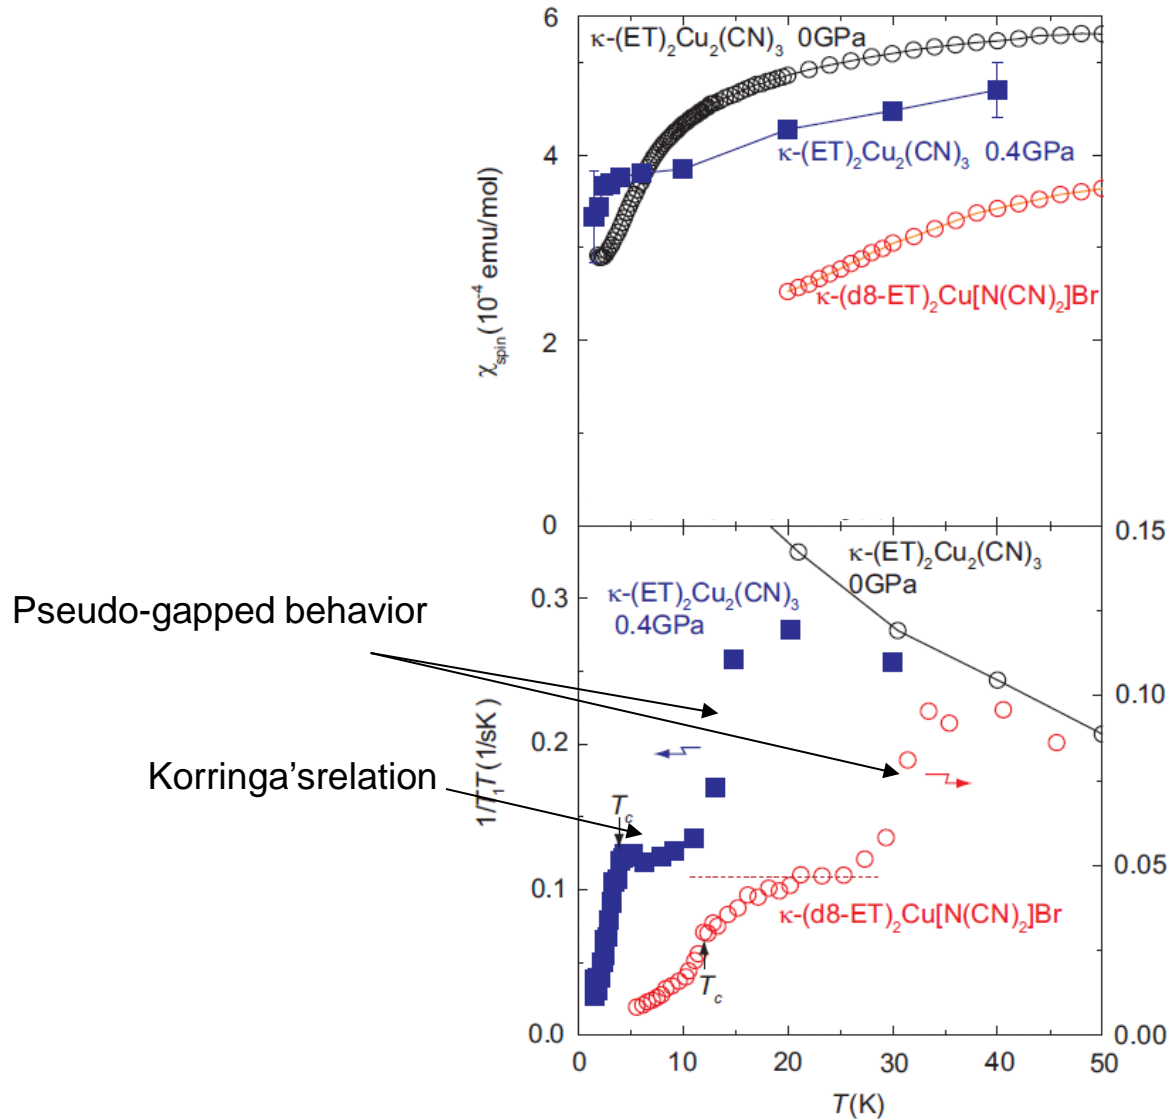 6
κ-(ET)₂Cu₂(CN)₃ 0GPa
4
κ-(ET)₂Cu₂(CN)₃ 0.4GPa
κ-(d8-ET)₂Cu[N(CN)₂]Br
χspin(10⁻⁴ emu/mol)
2
0
0.15
κ-(ET)₂Cu₂(CN)₃
0GPa
κ-(ET)₂Cu₂(CN)₃
0.4GPa
0.3
Pseudo-gapped behavior
0.10
1/T₁T (1/sK)
0.2
Korringa'srelation
Tc
0.05
0.1
κ-(d8-ET)₂Cu[N(CN)₂]Br
Tc
0.0
0.00
0 10 20 30 40 50
T(K)